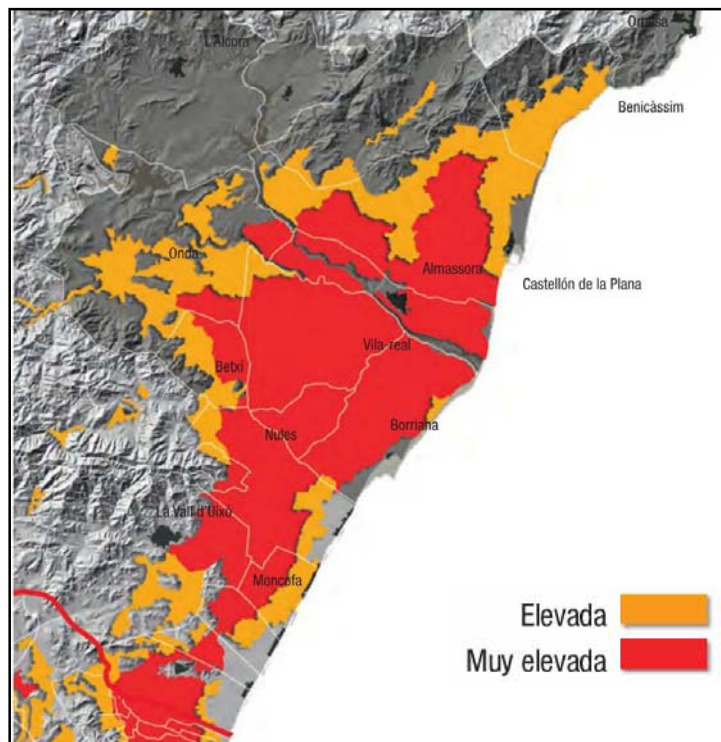 Orpesa
L'Alcora
Benicàssim
Onda
Almassora
Castellón de la Plana
Vila-real
Betxí
Borriana
Nules
La Vall d'Uixó
Moncofa
Elevada
Muy elevada